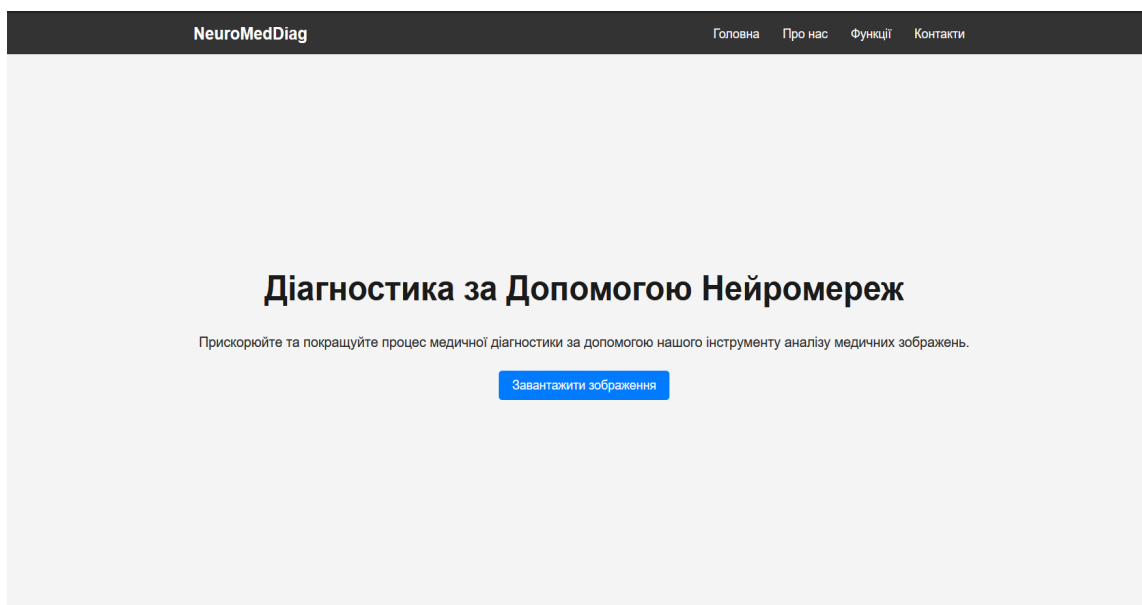 NeuroMedDiag
Головна Про нас Функції Контакти
Діагностика за Допомогою Нейромереж
Прискорюйте та покращуйте процес медичної діагностики за допомогою нашого інструменту аналізу медичних зображень.
Завантажити зображення